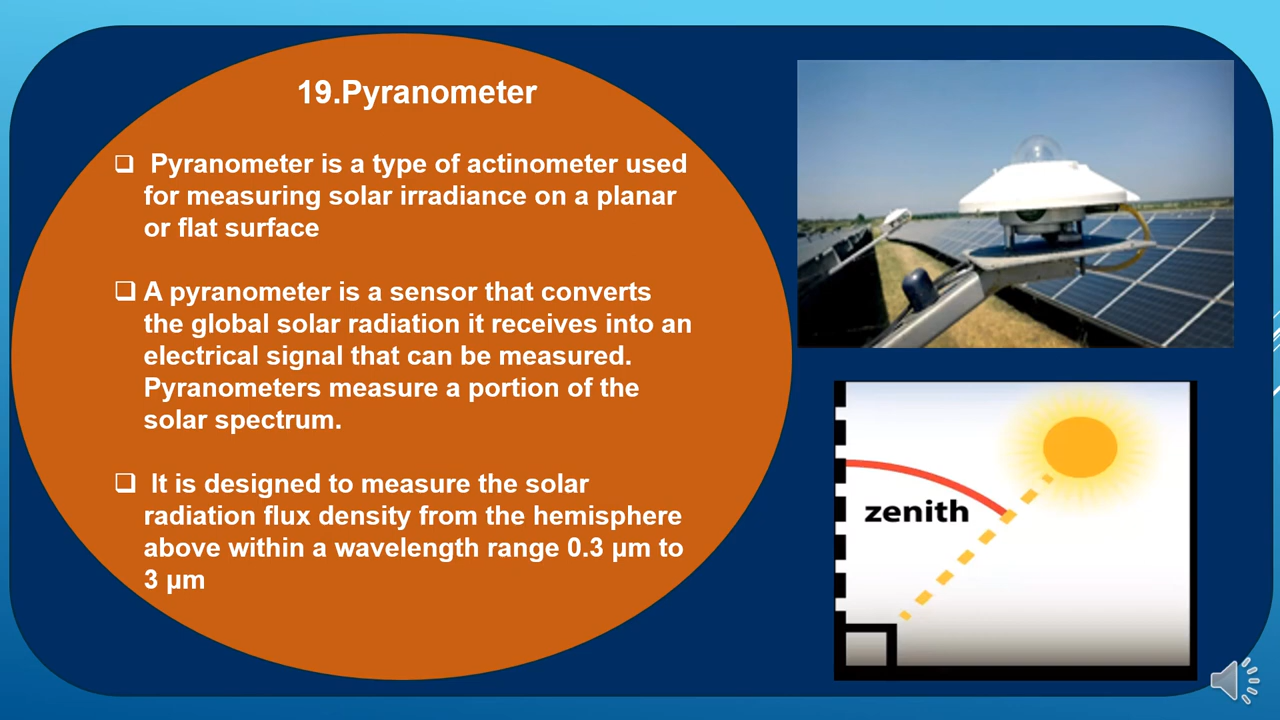 19.Pyranometer
❑ Pyranometer is a type of actinometer used
for measuring solar irradiance on a planar
or flat surface
❑ A pyranometer is a sensor that converts
the global solar radiation it receives into an
electrical signal that can be measured.
Pyranometers measure a portion of the
solar spectrum.
❑ It is designed to measure the solar
radiation flux density from the hemisphere
above within a wavelength range 0.3 μm to
3 μm
zenith